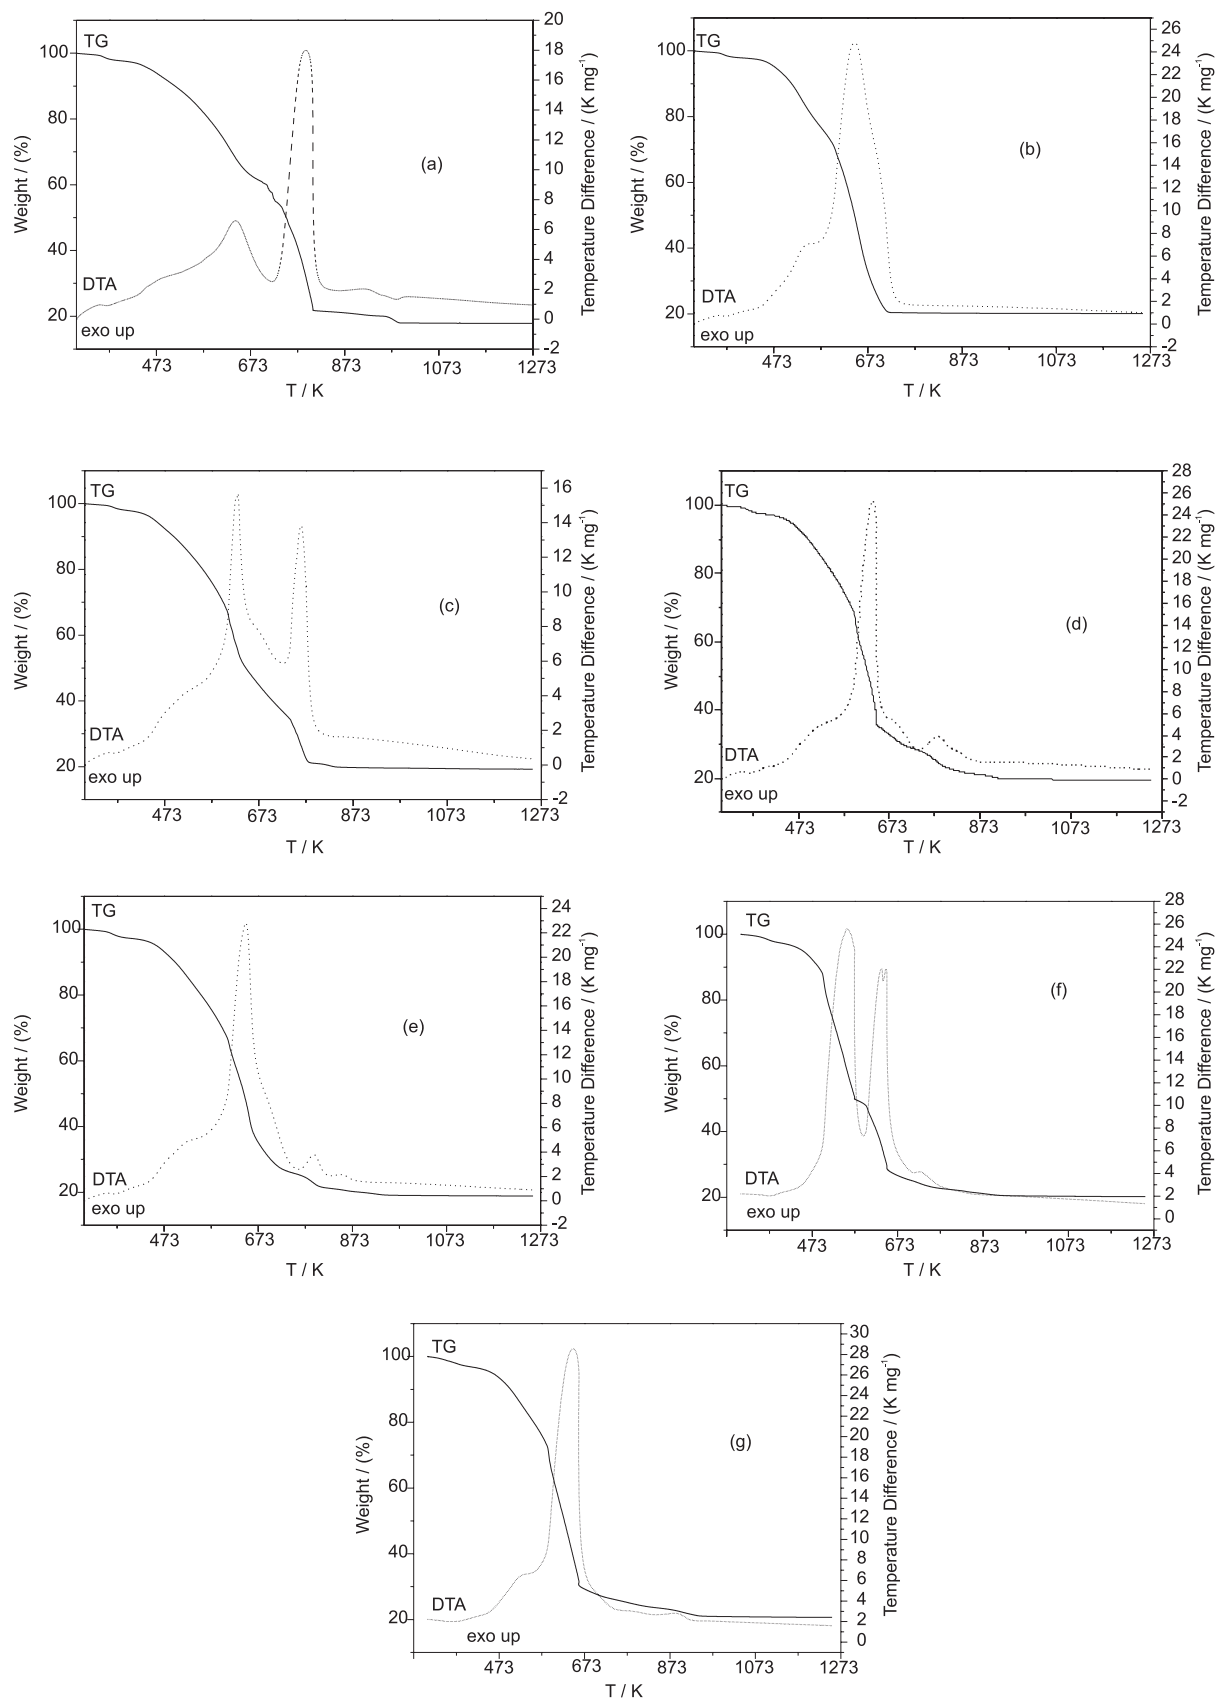 TG
100
80
60
40
20
Weight / (%)
(a)
DTA
exo up
20
18
16
14
12
10
8
6
4
2
0
-2
Temperature Difference / (K mg⁻¹)
473 673 873 1073 1273
T / K
TG
100
80
60
40
20
Weight / (%)
(b)
DTA
exo up
26
24
22
20
18
16
14
12
10
8
6
4
2
0
-2
Temperature Difference / (K mg⁻¹)
473 673 873 1073 1273
T / K
TG
100
80
60
40
20
Weight / (%)
(c)
DTA
exo up
16
14
12
10
8
6
4
2
0
-2
Temperature Difference / (K mg⁻¹)
473 673 873 1073 1273
T / K
TG
100
80
60
40
20
Weight / (%)
(d)
DTA
exo up
28
26
24
22
20
18
16
14
12
10
8
6
4
2
0
-2
Temperature Difference / (K mg⁻¹)
473 673 873 1073 1273
T / K
TG
100
80
60
40
20
Weight / (%)
(e)
DTA
exo up
24
22
20
18
16
14
12
10
8
6
4
2
0
-2
Temperature Difference / (K mg⁻¹)
473 673 873 1073 1273
T / K
TG
100
80
60
40
20
Weight / (%)
(f)
DTA
exo up
28
26
24
22
20
18
16
14
12
10
8
6
4
2
0
Temperature Difference / (K mg⁻¹)
473 673 873 1073 1273
T / K
TG
100
80
60
40
20
Weight / (%)
(g)
DTA
exo up
30
28
26
24
22
20
18
16
14
12
10
8
6
4
2
0
Temperature Difference / (K mg⁻¹)
473 673 873 1073 1273
T / K